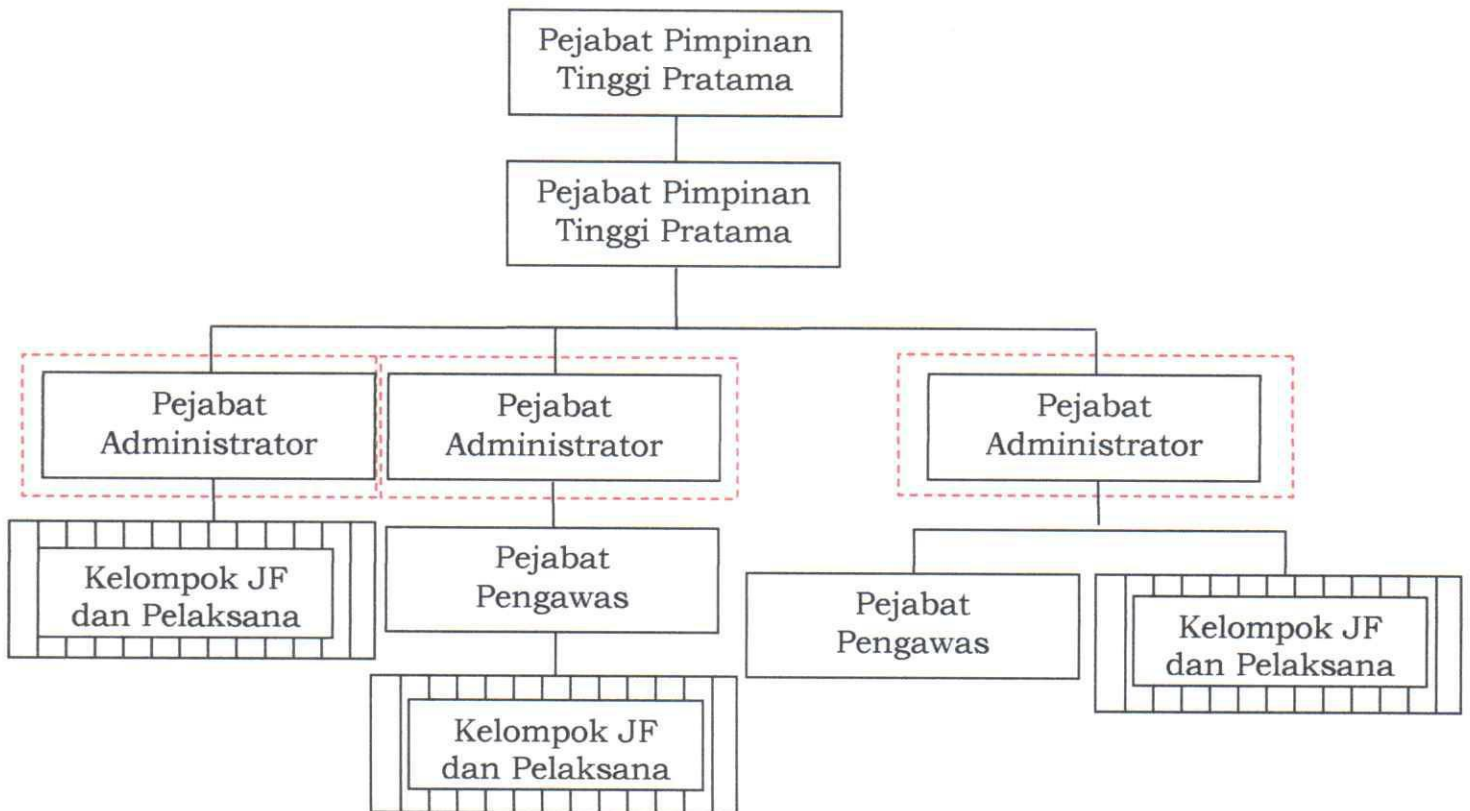 Pejabat Pimpinan
Tinggi Pratama
Pejabat Pimpinan
Tinggi Pratama
Pejabat
Administrator
Pejabat
Administrator
Pejabat
Administrator
Kelompok JF
dan Pelaksana
Pejabat
Pengawas
Pejabat
Pengawas
Kelompok JF
dan Pelaksana
Kelompok JF
dan Pelaksana